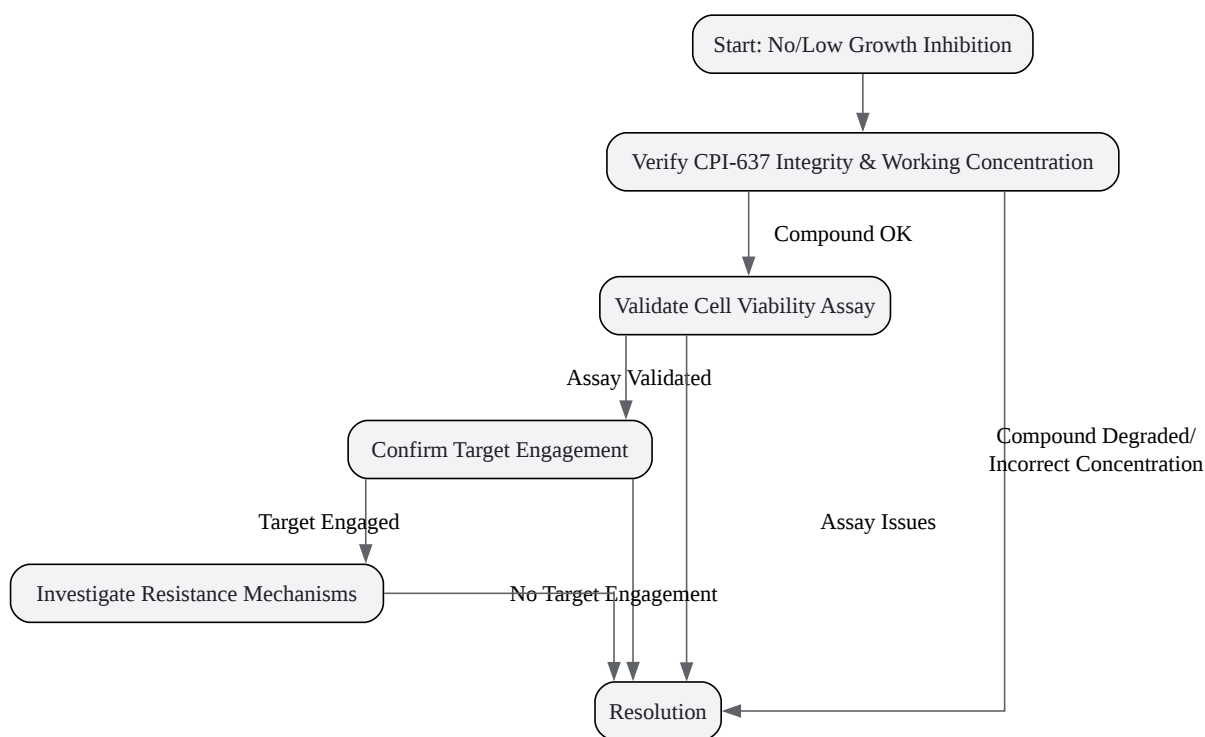 Start: No/Low Growth Inhibition
Verify CPI-637 Integrity & Working Concentration
Compound OK
Validate Cell Viability Assay
Assay Validated
Confirm Target Engagement
Compound Degraded/
Incorrect Concentration
Target Engaged
Assay Issues
Investigate Resistance Mechanisms
No Target Engagement
Resolution